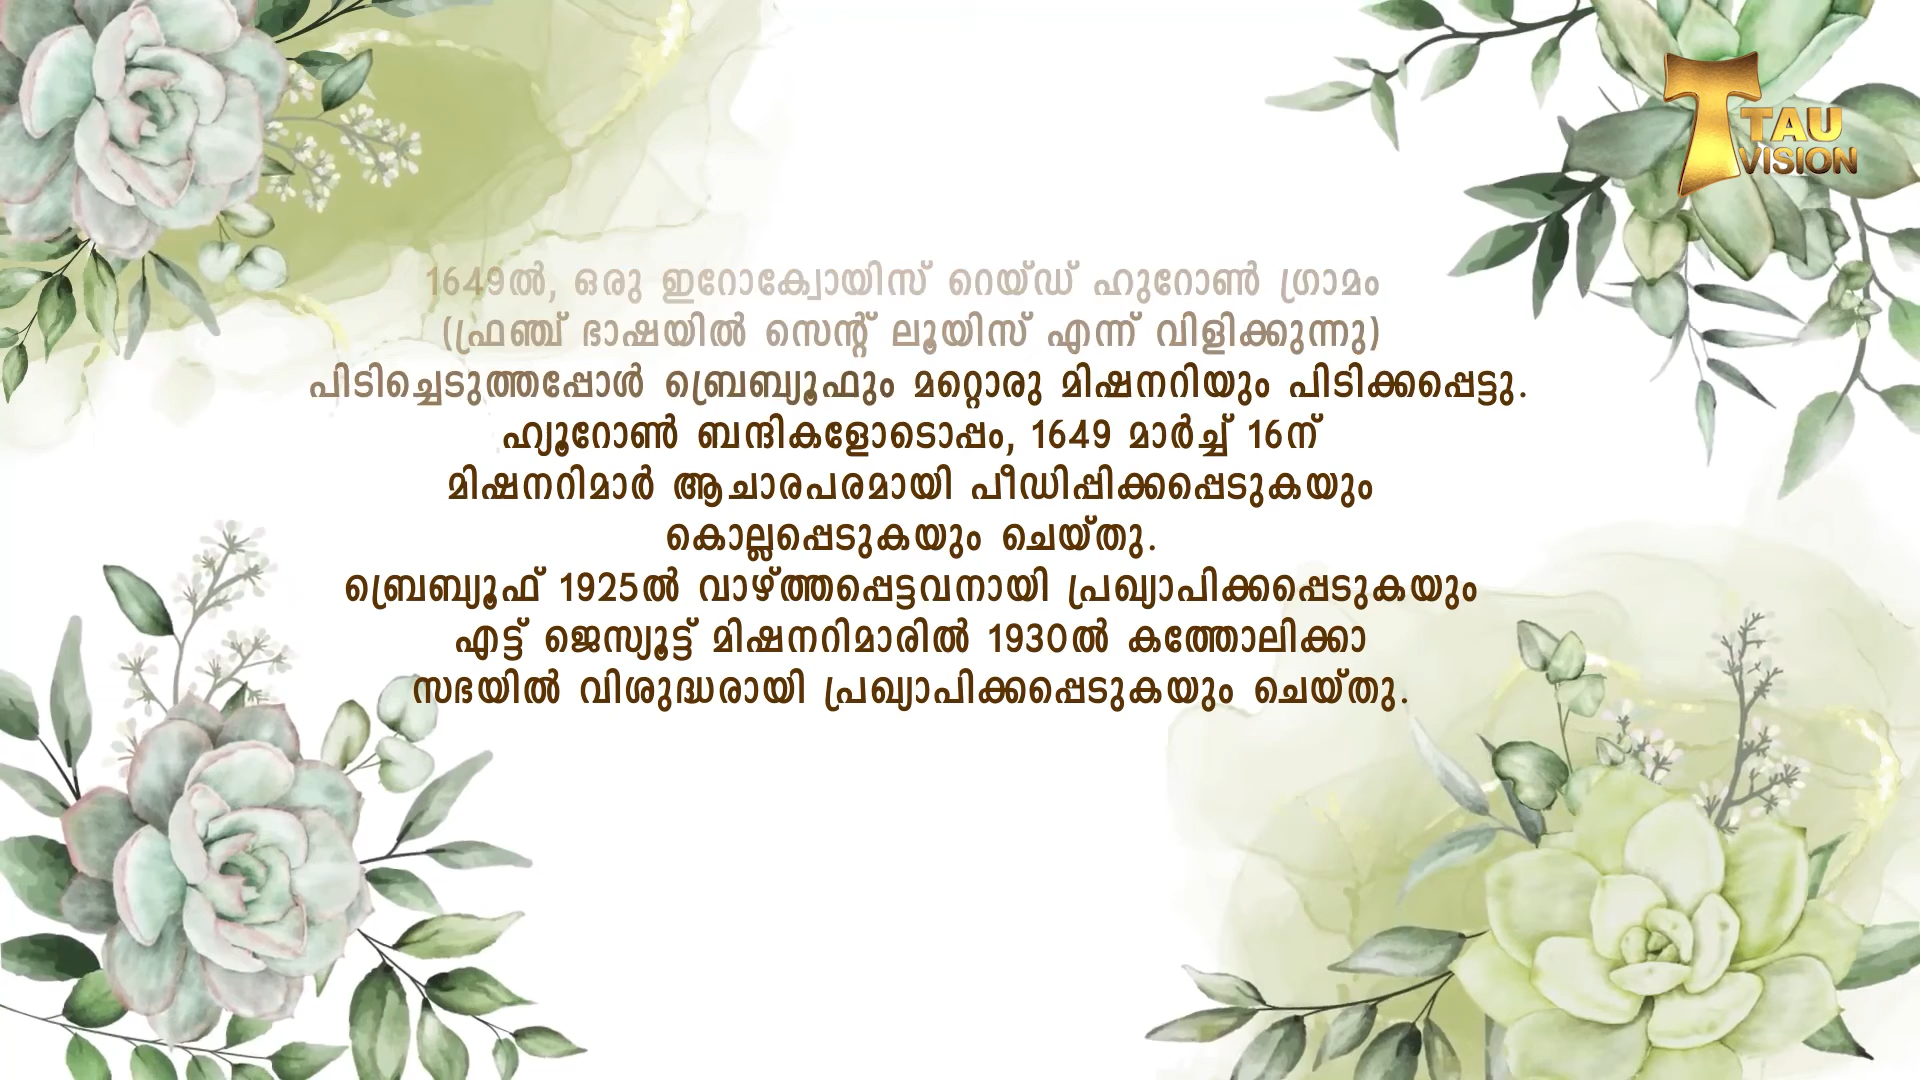 TAU
VISION
1649ൽ, ഒരു ഇറോക്വോയിസ് റെയ്ഡ് ഹുറോൺ ഗ്രാമം
(ഫ്രഞ്ച് ഭാഷയിൽ സെന്റ് ലൂയിസ് എന്ന് വിളിക്കുന്നു)
പിടിച്ചെടുത്തപ്പോൾ ബ്രെബ്യൂഫും മറ്റൊരു മിഷനറിയും പിടിക്കപ്പെട്ടു.
ഹ്യൂറോൺ ബന്ദികളോടൊപ്പം, 1649 മാർച്ച് 16ന്
മിഷനറിമാർ ആചാരപരമായി പീഡിപ്പിക്കപ്പെടുകയും
കൊല്ലപ്പെടുകയും ചെയ്തു.
ബ്രെബ്യൂഫ് 1925ൽ വാഴ്ത്തപ്പെട്ടവനായി പ്രഖ്യാപിക്കപ്പെടുകയും
എട്ട് ജെസ്യൂട്ട് മിഷനറിമാരിൽ 1930ൽ കത്തോലിക്കാ
സഭയിൽ വിശുദ്ധരായി പ്രഖ്യാപിക്കപ്പെടുകയും ചെയ്തു.